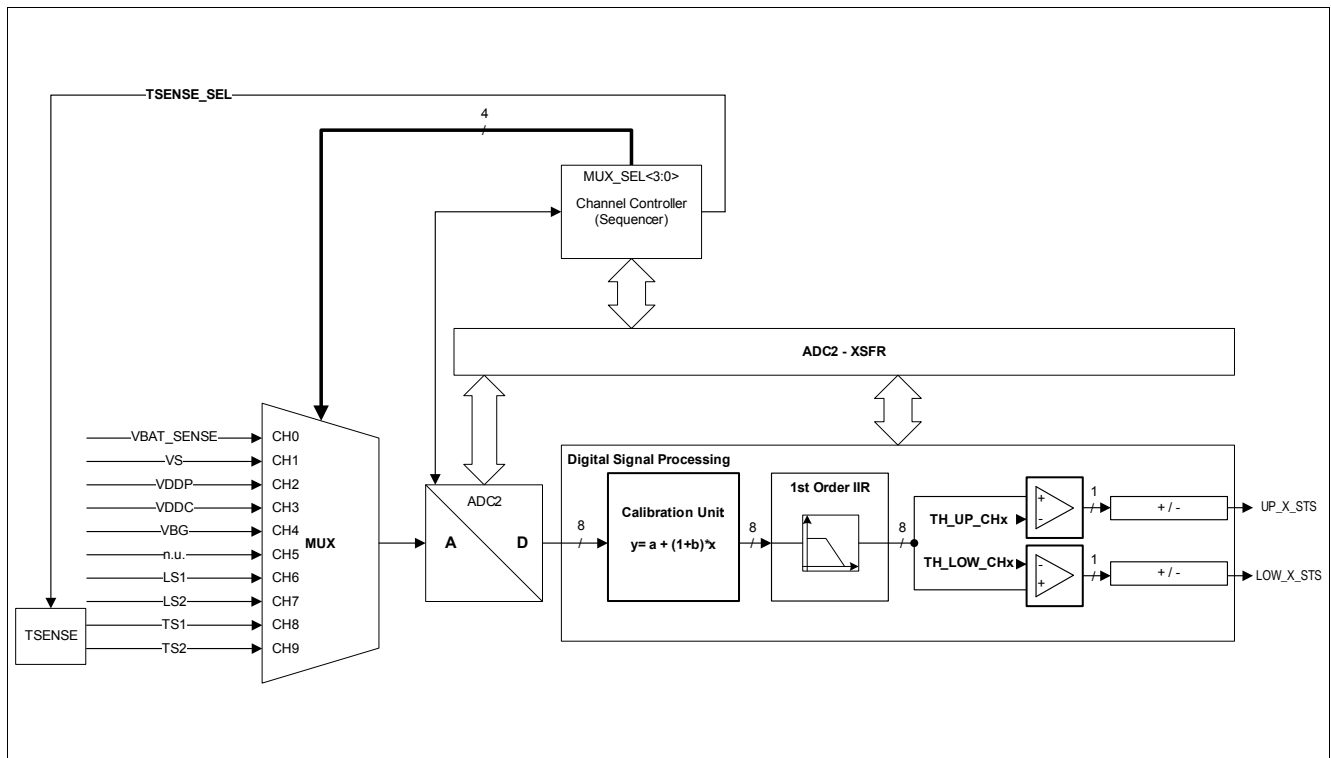 TSENSE_SEL
4
MUX_SEL<3:0>
Channel Controller
(Sequencer)
ADC2 - XSFR
VBAT_SENSE CH0
VS CH1
VDDP CH2
VDDC CH3
VBG CH4
n.u. CH5
LS1 CH6
LS2 CH7
TS1 CH8
TS2 CH9
TSENSE
MUX
ADC2
A D
8
Digital Signal Processing
Calibration Unit
y= a + (1+b)*x
8
1st Order IIR
8
TH_UP_CHx
+
-
1
+ / -
UP_X_STS
TH_LOW_CHx
-
+
1
+ / -
LOW_X_STS